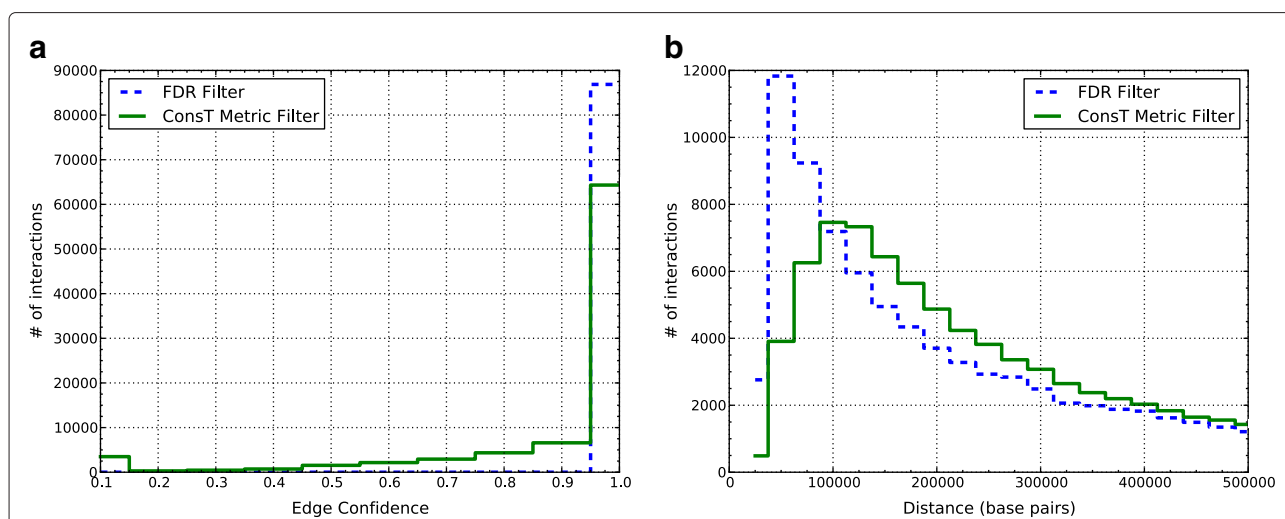 a
90000
80000
70000
60000
50000
40000
30000
20000
10000
0
# of interactions
FDR Filter
ConsT Metric Filter
0.1 0.2 0.3 0.4 0.5 0.6 0.7 0.8 0.9 1.0
Edge Confidence
b
12000
10000
8000
6000
4000
2000
0
# of interactions
FDR Filter
ConsT Metric Filter
100000 200000 300000 400000 500000
Distance (base pairs)